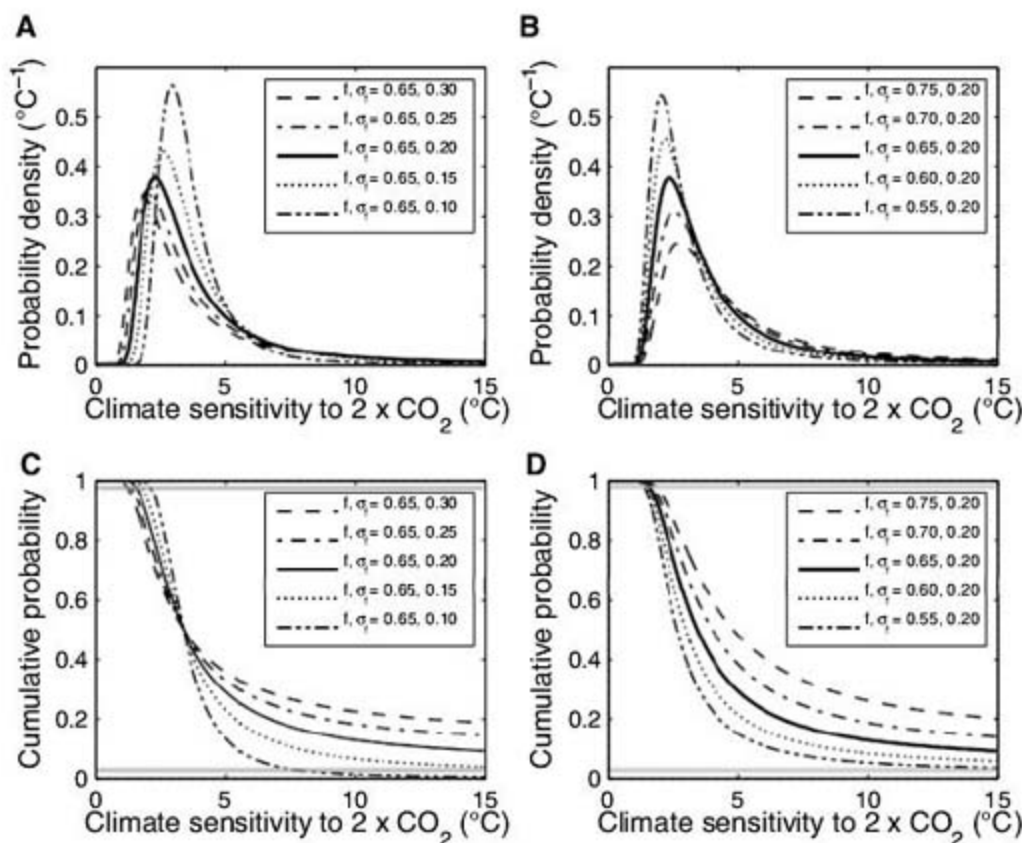 A
Probability density (°C⁻¹)
0.5
0.4
0.3
0.2
0.1
0
f, σf = 0.65, 0.30
f, σf = 0.65, 0.25
f, σf = 0.65, 0.20
f, σf = 0.65, 0.15
f, σf = 0.65, 0.10
0 5 10 15
Climate sensitivity to 2 x CO₂ (°C)
B
Probability density (°C⁻¹)
0.5
0.4
0.3
0.2
0.1
0
f, σf = 0.75, 0.20
f, σf = 0.70, 0.20
f, σf = 0.65, 0.20
f, σf = 0.60, 0.20
f, σf = 0.55, 0.20
0 5 10 15
Climate sensitivity to 2 x CO₂ (°C)
C
Cumulative probability
1
0.8
0.6
0.4
0.2
0
f, σf = 0.65, 0.30
f, σf = 0.65, 0.25
f, σf = 0.65, 0.20
f, σf = 0.65, 0.15
f, σf = 0.65, 0.10
0 5 10 15
Climate sensitivity to 2 x CO₂ (°C)
D
Cumulative probability
1
0.8
0.6
0.4
0.2
0
f, σf = 0.75, 0.20
f, σf = 0.70, 0.20
f, σf = 0.65, 0.20
f, σf = 0.60, 0.20
f, σf = 0.55, 0.20
0 5 10 15
Climate sensitivity to 2 x CO₂ (°C)